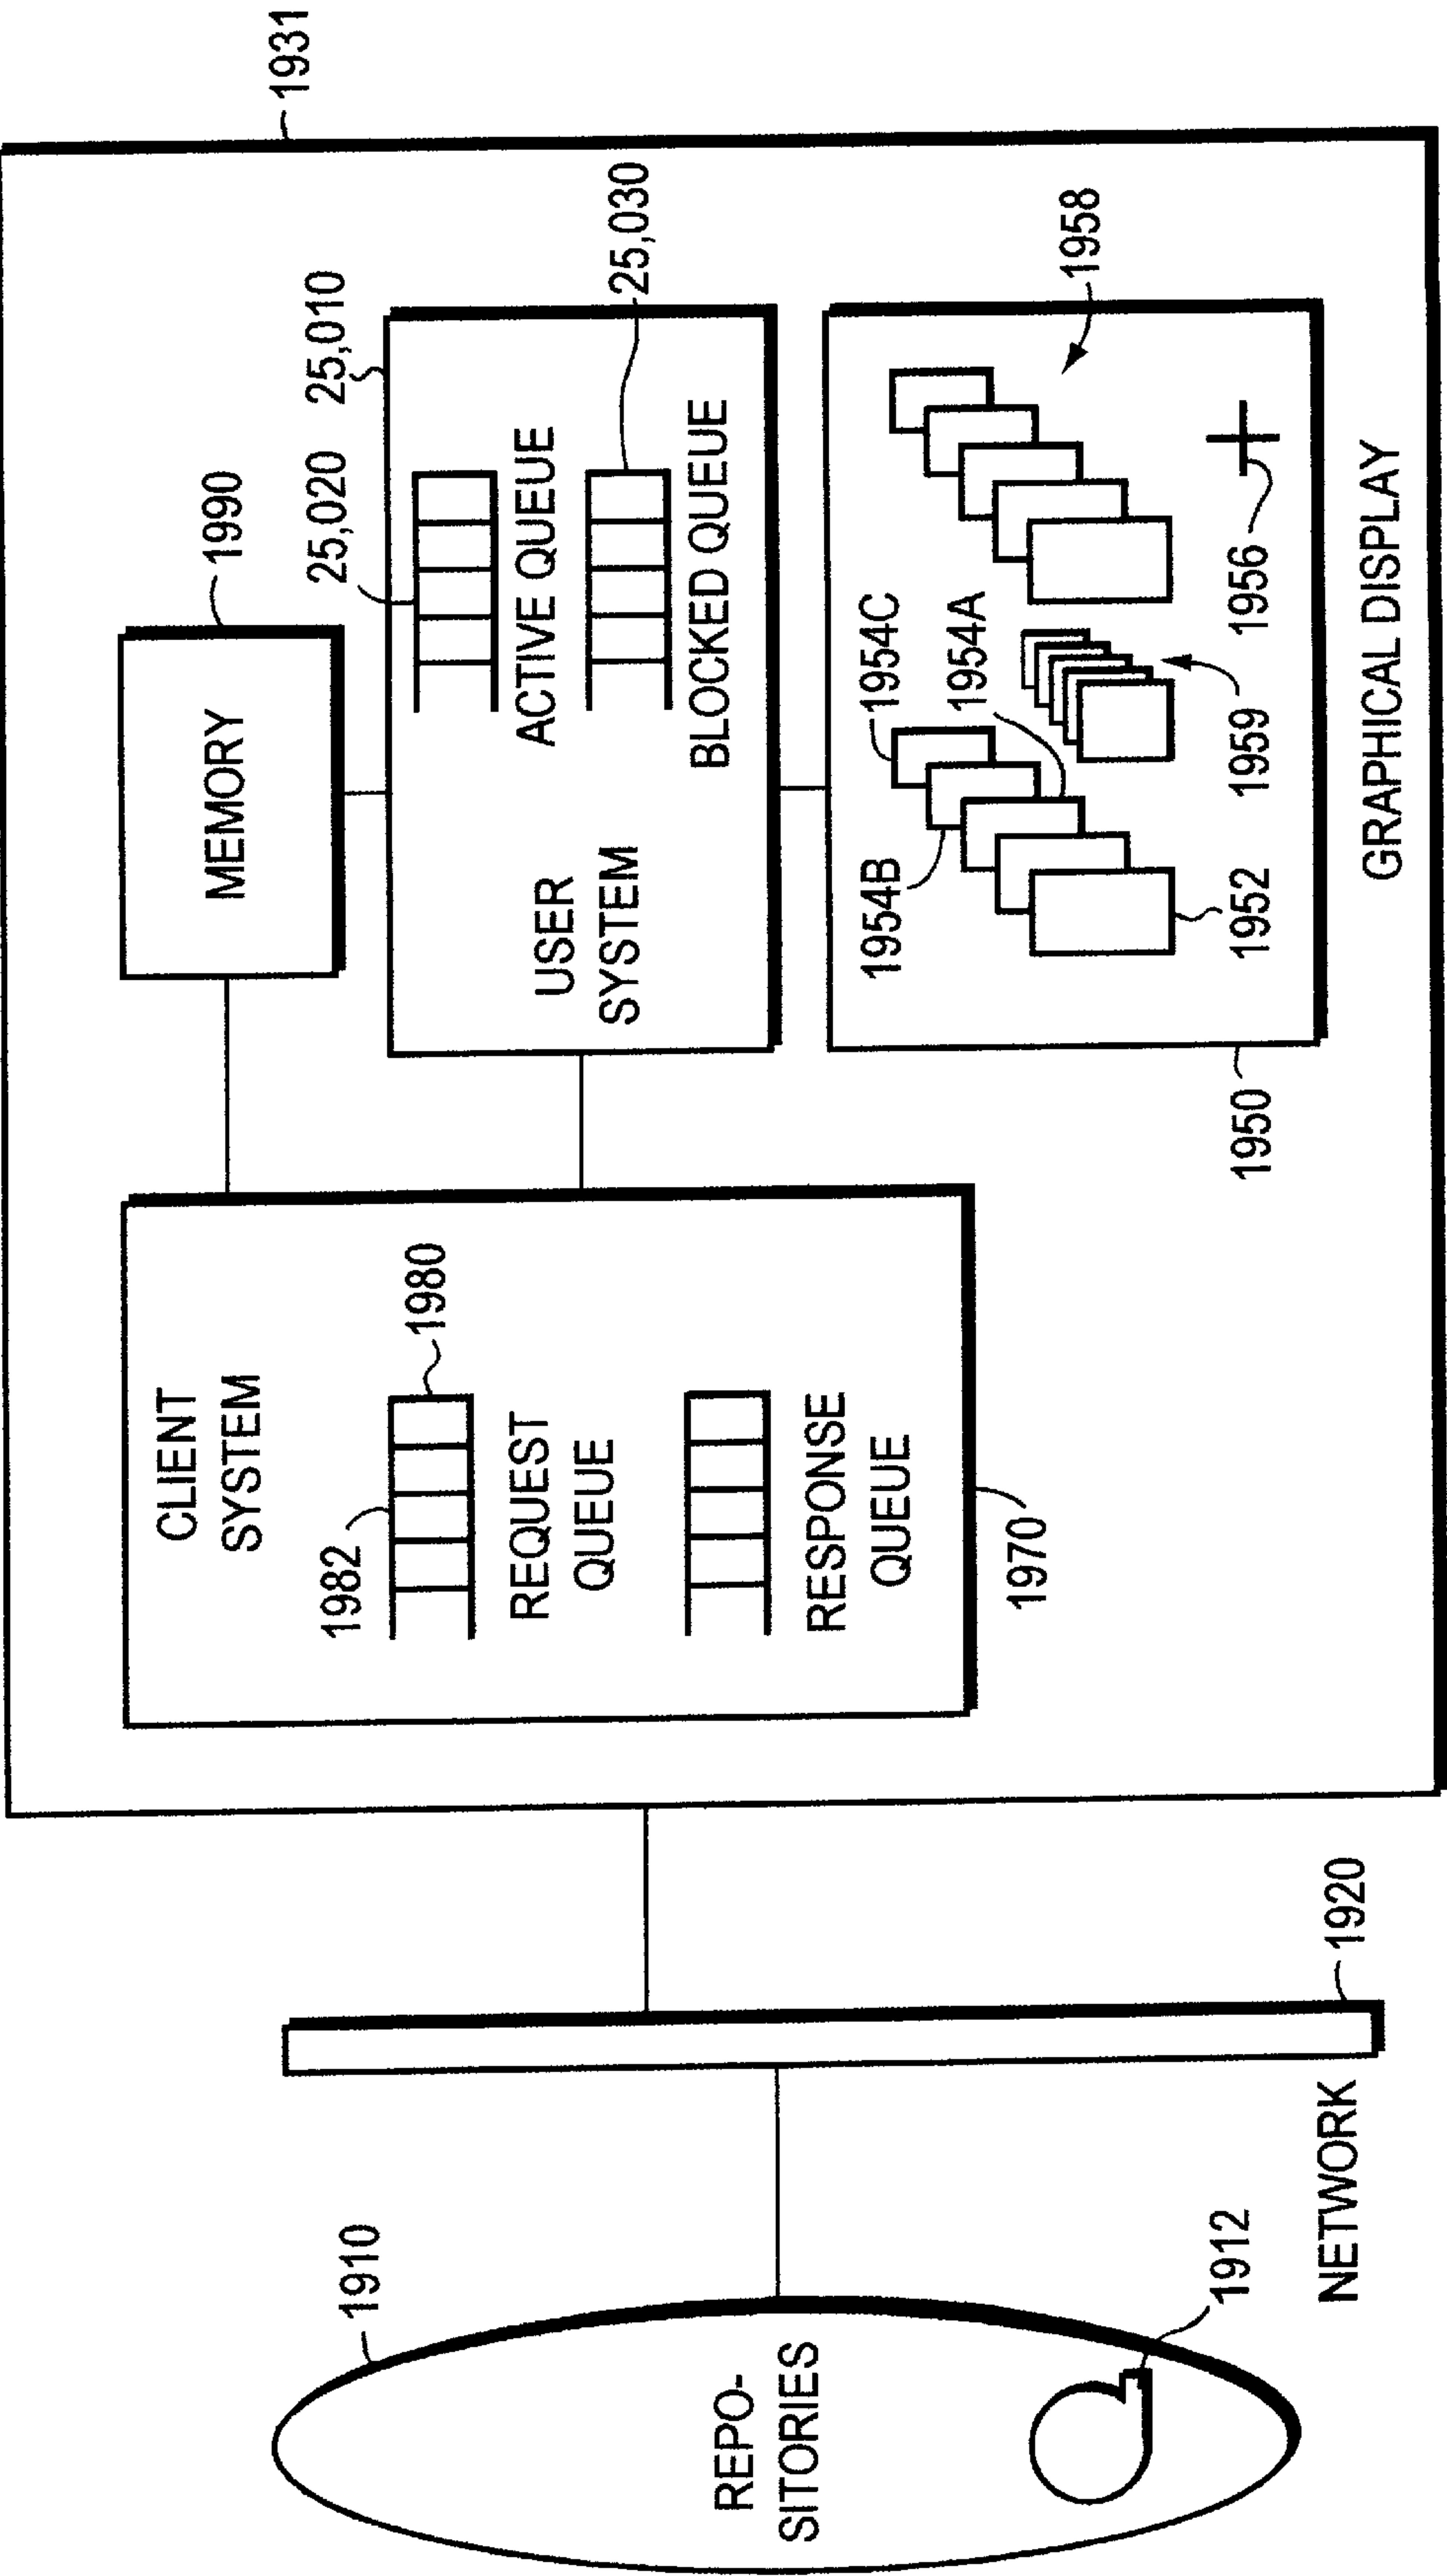 1931
1990
MEMORY
25,010
25,020
ACTIVE QUEUE
25,030
BLOCKED QUEUE
USER
SYSTEM
CLIENT
SYSTEM
1982
1980
REQUEST
QUEUE
RESPONSE
QUEUE
1970
1958
1954C
1954A
1954B
1956
1959
1952
1950
GRAPHICAL DISPLAY
1920
NETWORK
1910
REPO-
SITORIES
1912